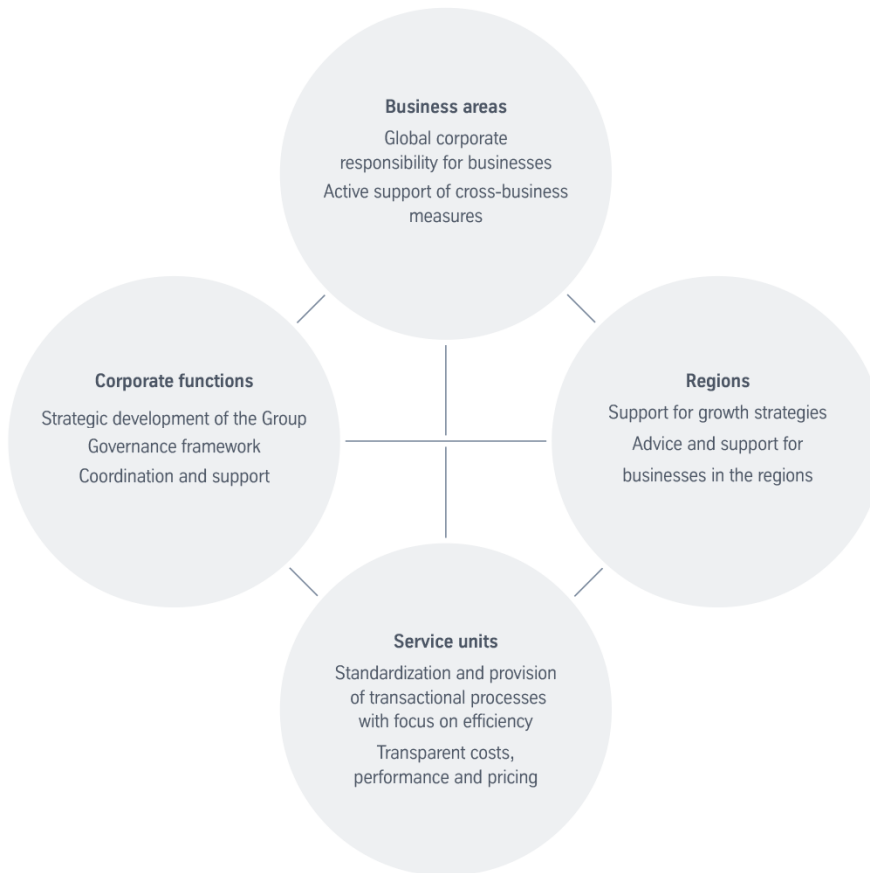 Business areas
Global corporate
responsibility for businesses
Active support of cross-business
measures
Corporate functions
Strategic development of the Group
Governance framework
Coordination and support
Regions
Support for growth strategies
Advice and support for
businesses in the regions
Service units
Standardization and provision
of transactional processes
with focus on efficiency
Transparent costs,
performance and pricing